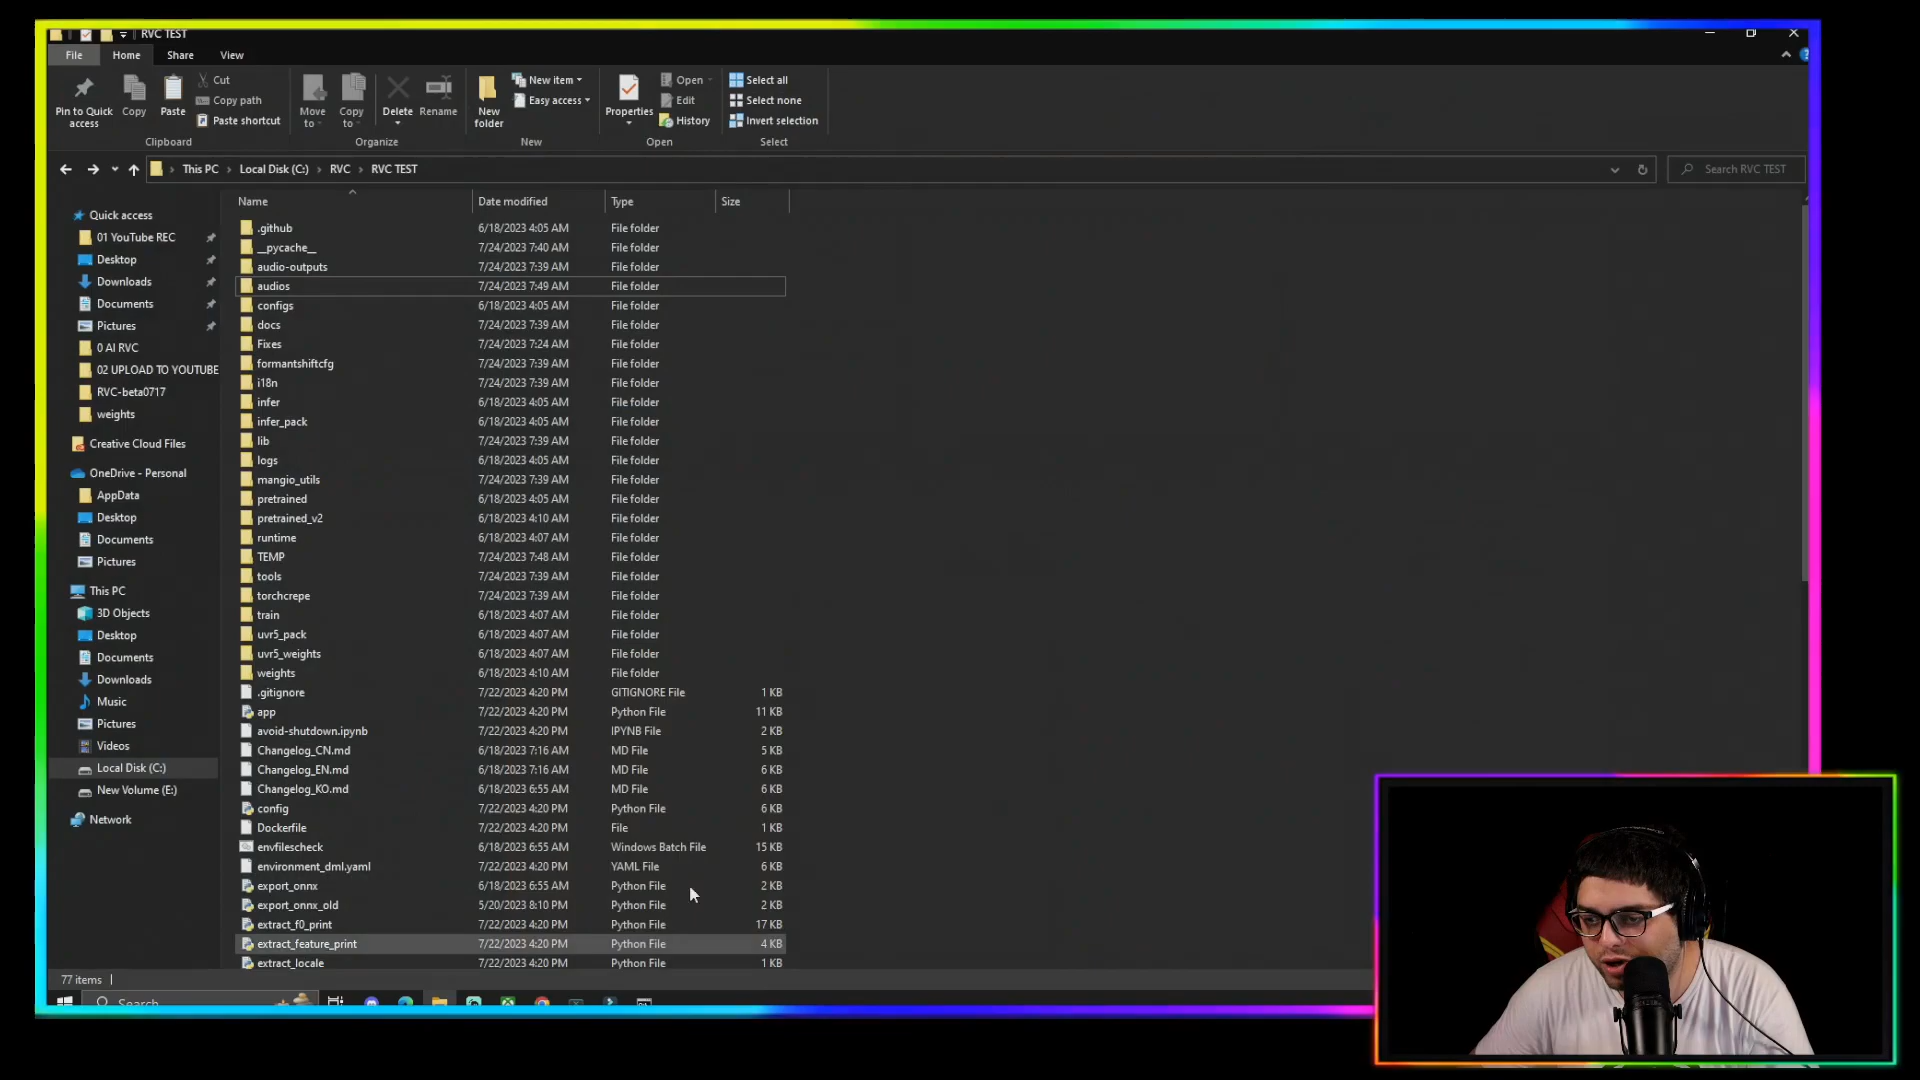 RVC TEST
File Home Share View
Pin to Quick access
Copy
Paste
Cut
Copy path
Paste shortcut
Clipboard
Move to
Copy to
Delete
Rename
Organize
New folder
New item
Easy access
New
Properties
Open
Edit
History
Open
Select all
Select none
Invert selection
Select
This PC > Local Disk (C:) > RVC > RVC TEST
Search RVC TEST
Quick access
01 YouTube REC
Desktop
Downloads
Documents
Pictures
0 AI RVC
02 UPLOAD TO YOUTUBE
RVC-beta0717
weights
Creative Cloud Files
OneDrive - Personal
AppData
Desktop
Documents
Pictures
This PC
3D Objects
Desktop
Documents
Downloads
Music
Pictures
Videos
Local Disk (C:)
New Volume (E:)
Network
Name Date modified Type Size
.github 6/18/2023 4:05 AM File folder
__pycache__ 7/24/2023 7:40 AM File folder
audio-outputs 7/24/2023 7:39 AM File folder
audios 7/24/2023 7:49 AM File folder
configs 6/18/2023 4:05 AM File folder
docs 7/24/2023 7:39 AM File folder
Fixes 7/24/2023 7:24 AM File folder
formantshiftcfg 7/24/2023 7:39 AM File folder
i18n 7/24/2023 7:39 AM File folder
infer 6/18/2023 4:05 AM File folder
infer_pack 6/18/2023 4:05 AM File folder
lib 7/24/2023 7:39 AM File folder
logs 6/18/2023 4:05 AM File folder
mangio_utils 7/24/2023 7:39 AM File folder
pretrained 6/18/2023 4:05 AM File folder
pretrained_v2 6/18/2023 4:10 AM File folder
runtime 6/18/2023 4:07 AM File folder
TEMP 7/24/2023 7:48 AM File folder
tools 7/24/2023 7:39 AM File folder
torchcrepe 7/24/2023 7:39 AM File folder
train 6/18/2023 4:07 AM File folder
uvr5_pack 6/18/2023 4:07 AM File folder
uvr5_weights 6/18/2023 4:07 AM File folder
weights 6/18/2023 4:10 AM File folder
.gitignore 7/22/2023 4:20 PM GITIGNORE File 1 KB
app 7/22/2023 4:20 PM Python File 11 KB
avoid-shutdown.ipynb 7/22/2023 4:20 PM IPYNB File 2 KB
Changelog_CN.md 6/18/2023 7:16 AM MD File 5 KB
Changelog_EN.md 6/18/2023 7:16 AM MD File 6 KB
Changelog_KO.md 6/18/2023 6:55 AM MD File 6 KB
config 7/22/2023 4:20 PM Python File 6 KB
Dockerfile 7/22/2023 4:20 PM File 1 KB
envfilescheck 6/18/2023 6:55 AM Windows Batch File 15 KB
environment_dml.yaml 7/22/2023 4:20 PM YAML File 6 KB
export_onnx 6/18/2023 6:55 AM Python File 2 KB
export_onnx_old 5/20/2023 8:10 PM Python File 2 KB
extract_f0_print 7/22/2023 4:20 PM Python File 17 KB
extract_feature_print 7/22/2023 4:20 PM Python File 4 KB
extract_locale 7/22/2023 4:20 PM Python File 1 KB
77 items
Search